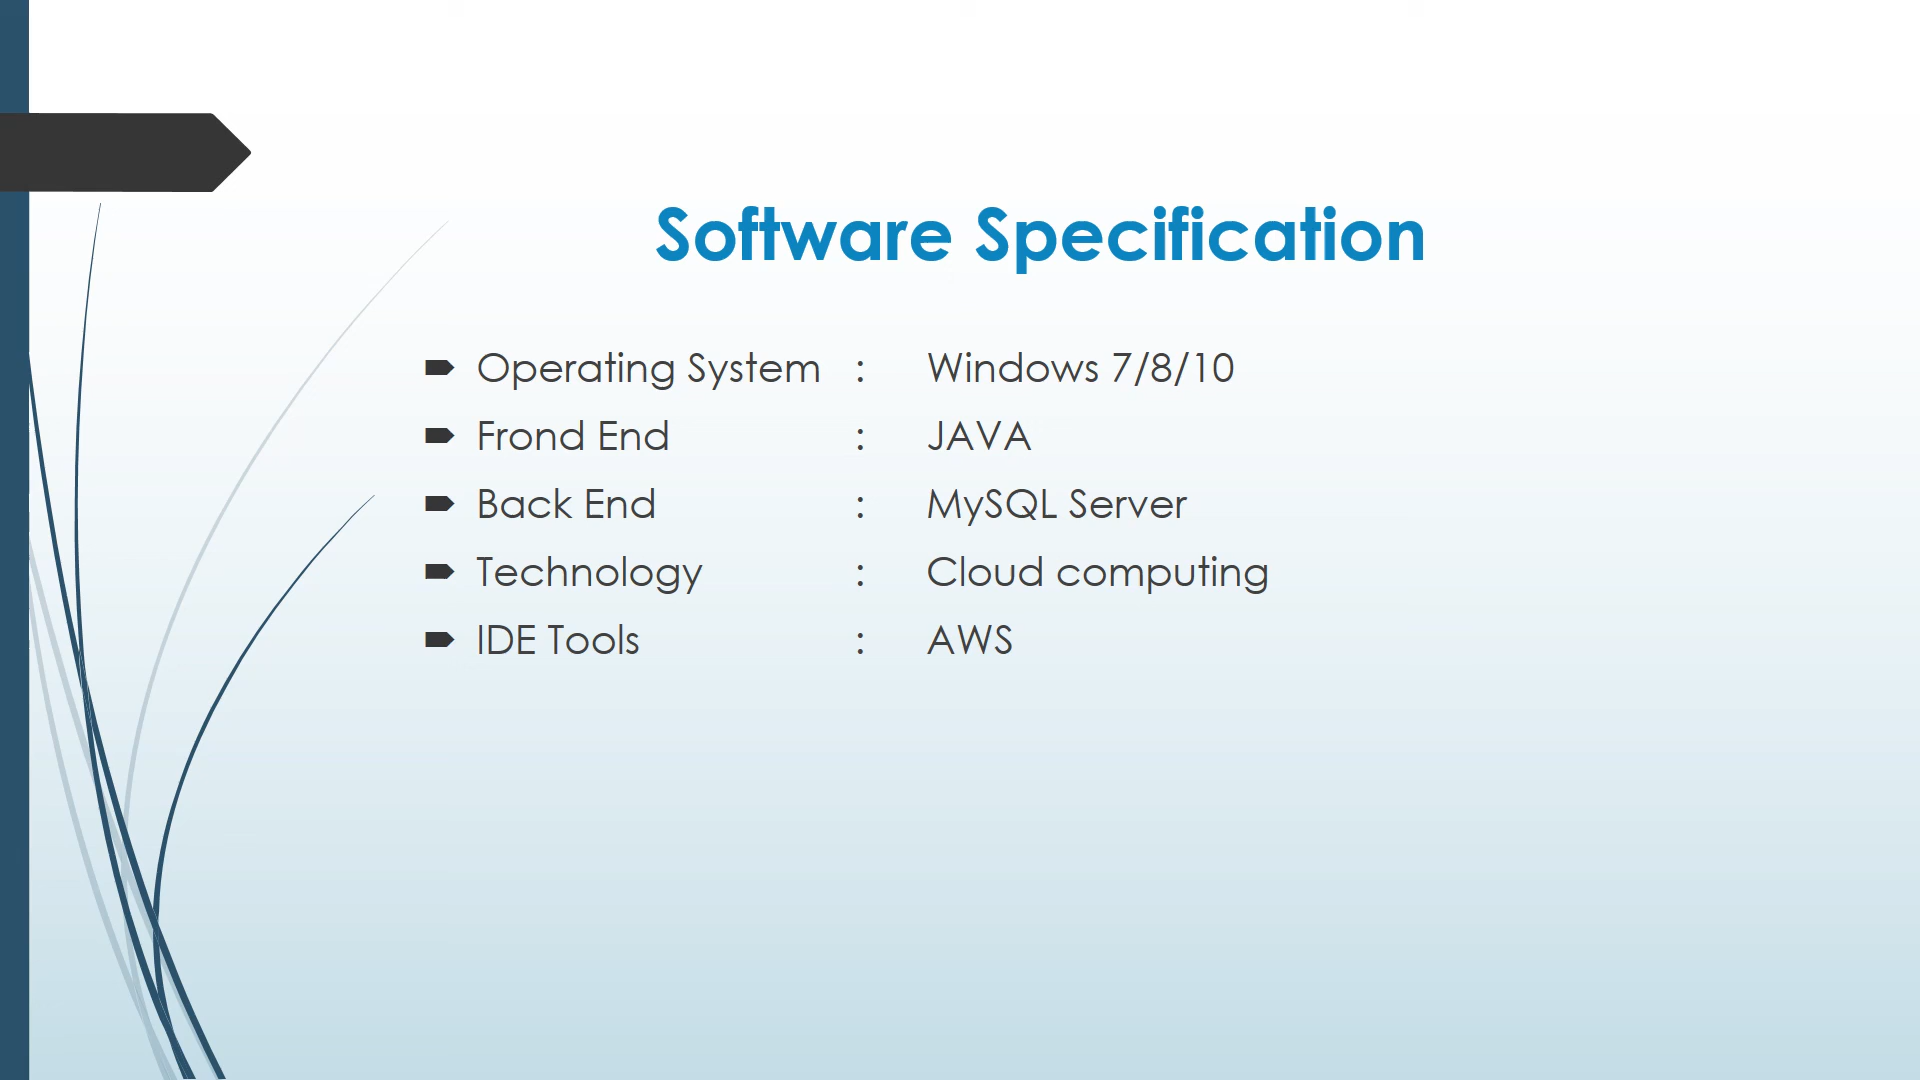 Software Specification
Operating System : Windows 7/8/10
Frond End : JAVA
Back End : MySQL Server
Technology : Cloud computing
IDE Tools : AWS